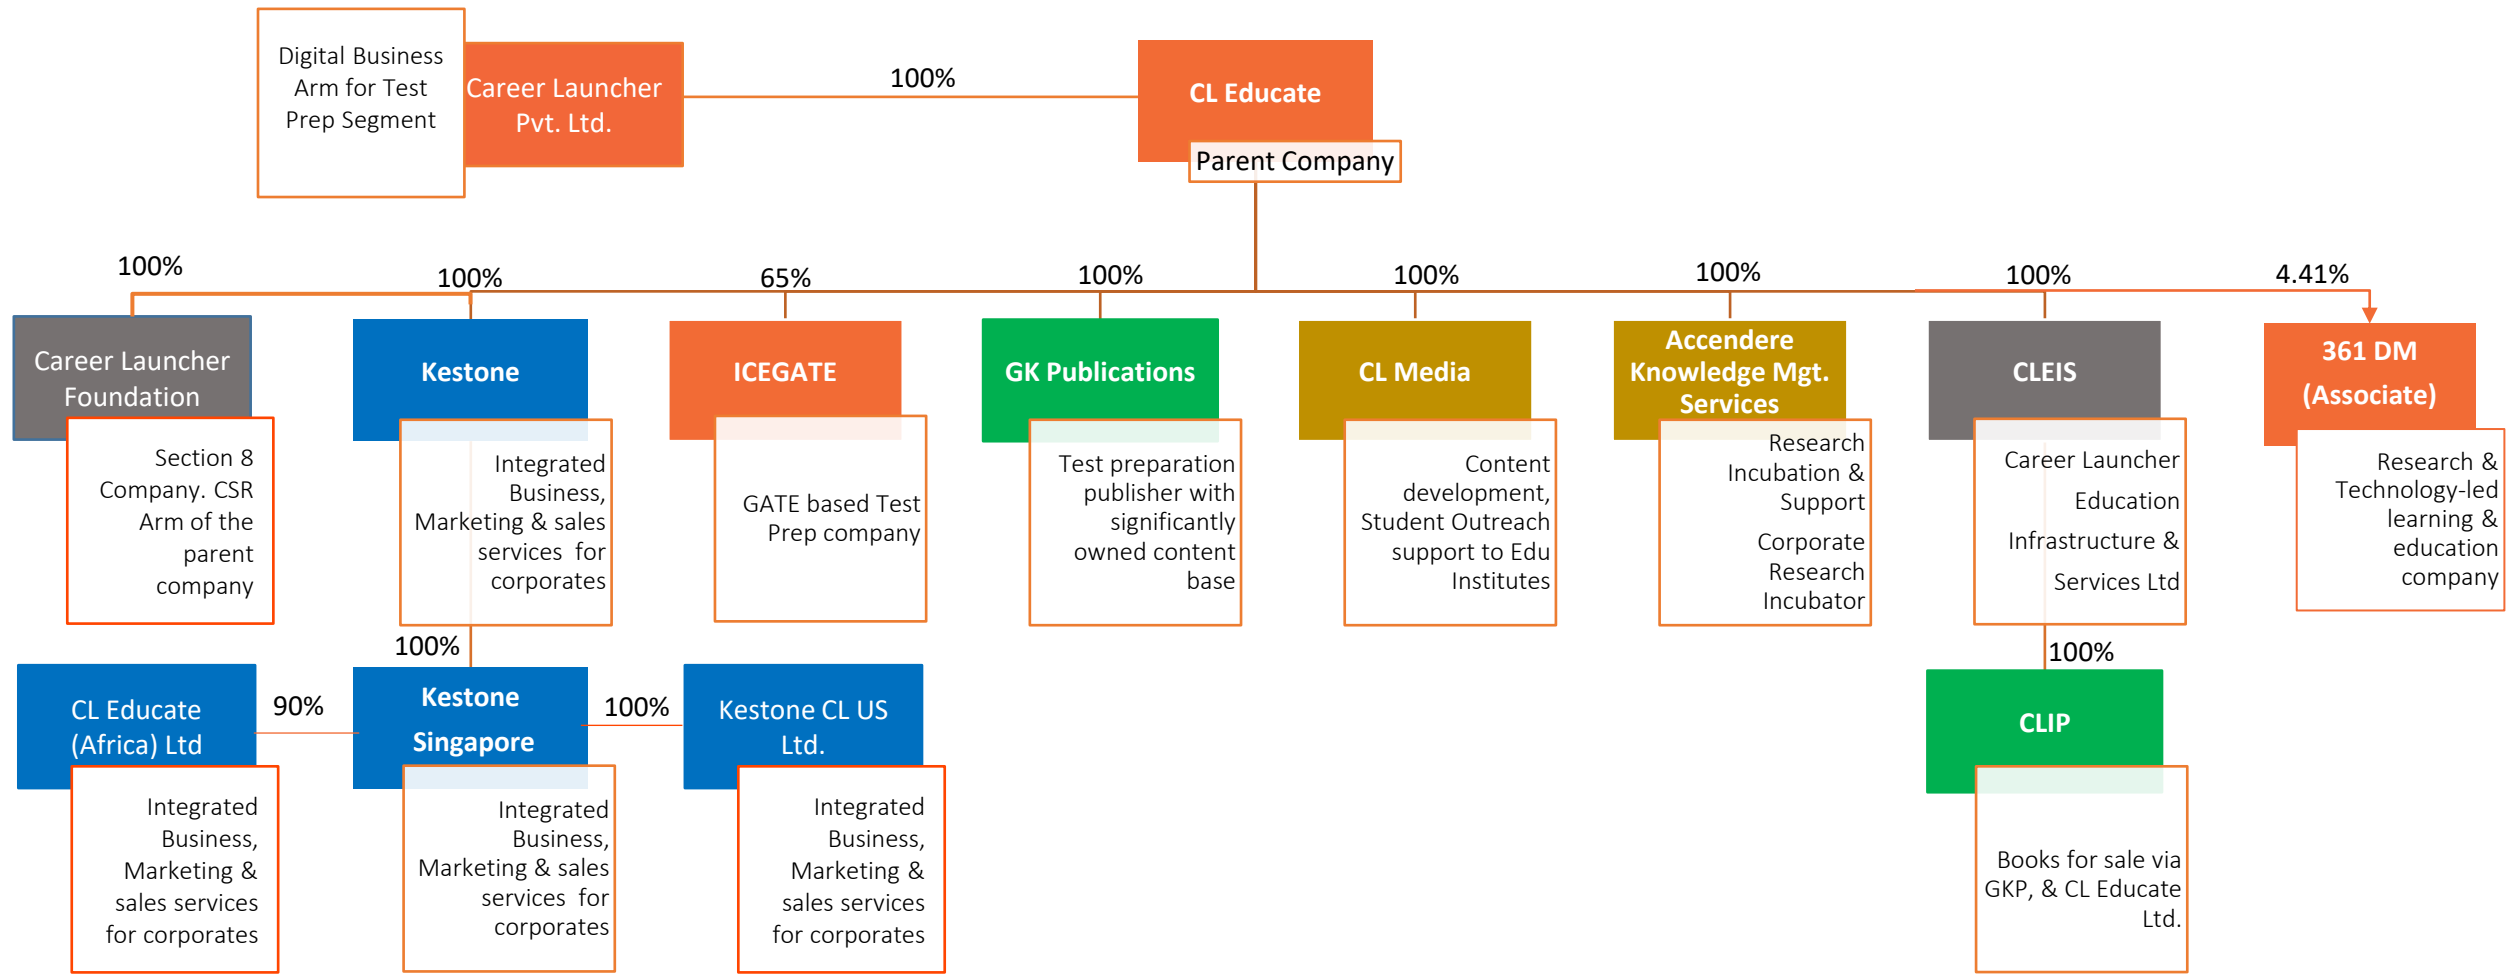 Digital Business
Arm for Test
Prep Segment
Career Launcher
Pvt. Ltd.
100%
CL Educate
Parent Company
100%
100%
65%
100%
100%
100%
100%
4.41%
Career Launcher
Foundation
Section 8
Company. CSR
Arm of the
parent
company
Kestone
Integrated
Business,
Marketing & sales
services for
corporates
ICEGATE
GATE based Test
Prep company
GK Publications
Test preparation
publisher with
significantly
owned content
base
CL Media
Content
development,
Student Outreach
support to Edu
Institutes
Accendere
Knowledge Mgt.
Services
Research
Incubation &
Support
Corporate
Research
Incubator
CLEIS
Career Launcher
Education
Infrastructure &
Services Ltd
361 DM
(Associate)
Research &
Technology-led
learning &
education
company
100%
100%
CL Educate
(Africa) Ltd
90%
Kestone
Singapore
100%
Kestone CL US
Ltd.
CLIP
Integrated
Business,
Marketing &
sales services
for corporates
Integrated
Business,
Marketing & sales
services for
corporates
Integrated
Business,
Marketing &
sales services
for corporates
Books for sale via
GKP, & CL Educate
Ltd.